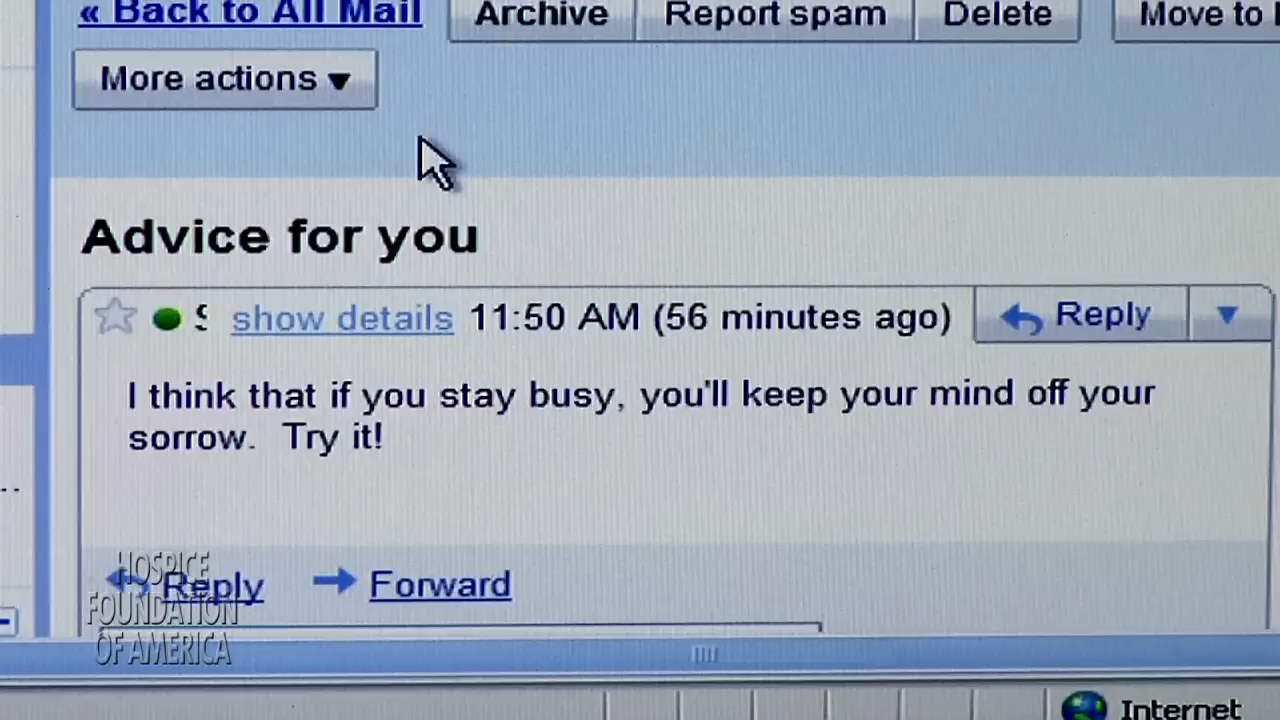 « Back to All Mail Archive Report spam Delete Move to
More actions
Advice for you
S show details 11:50 AM (56 minutes ago) Reply
I think that if you stay busy, you'll keep your mind off your
sorrow. Try it!
Reply Forward
HOSPICE
FOUNDATION
OF AMERICA
Internet